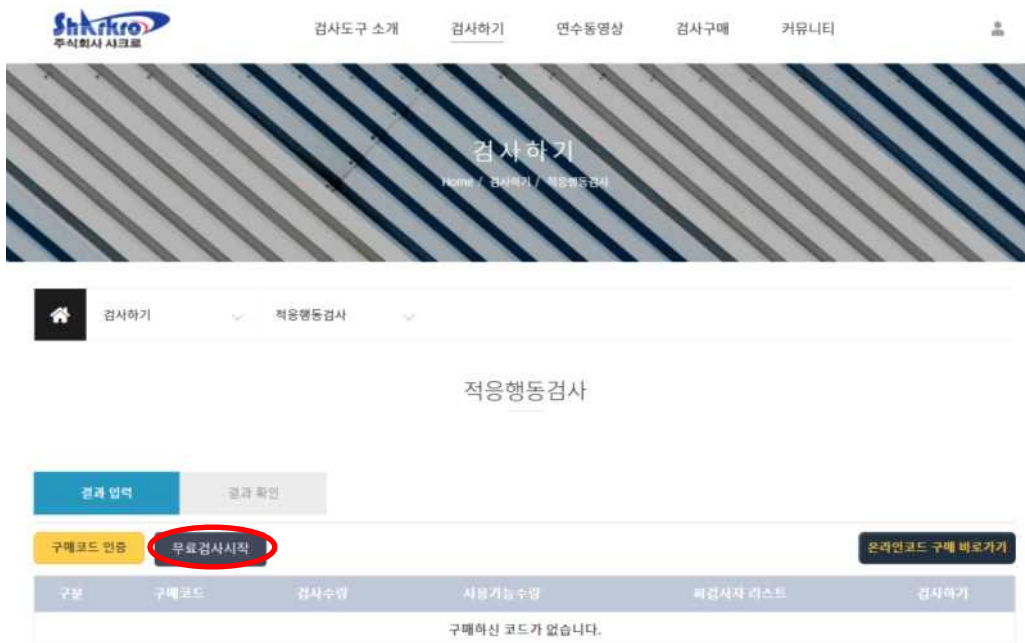 Sharkro
주식회사 샤크로
검사도구 소개 검사하기 연수동영상 검사구매 커뮤니티
검사하기
Home / 검사하기 / 적응행동검사
검사하기 적응행동검사
적응행동검사
결과 입력 결과 확인
구매코드 인증 무료검사시작 온라인코드 구매 바로가기
구분 구매코드 검사수량 사용가능수량 피검사자 리스트 검사하기
구매하신 코드가 없습니다.